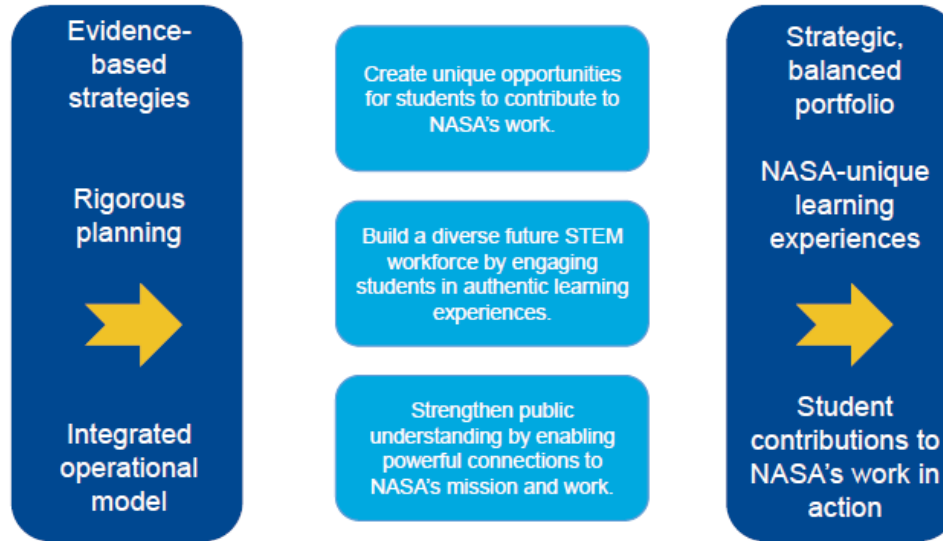 Evidence-
based
strategies
Rigorous
planning
Integrated
operational
model
Create unique opportunities
for students to contribute to
NASA's work.
Build a diverse future STEM
workforce by engaging
students in authentic learning
experiences.
Strengthen public
understanding by enabling
powerful connections to
NASA's mission and work.
Strategic,
balanced
portfolio
NASA-unique
learning
experiences
Student
contributions to
NASA's work in
action